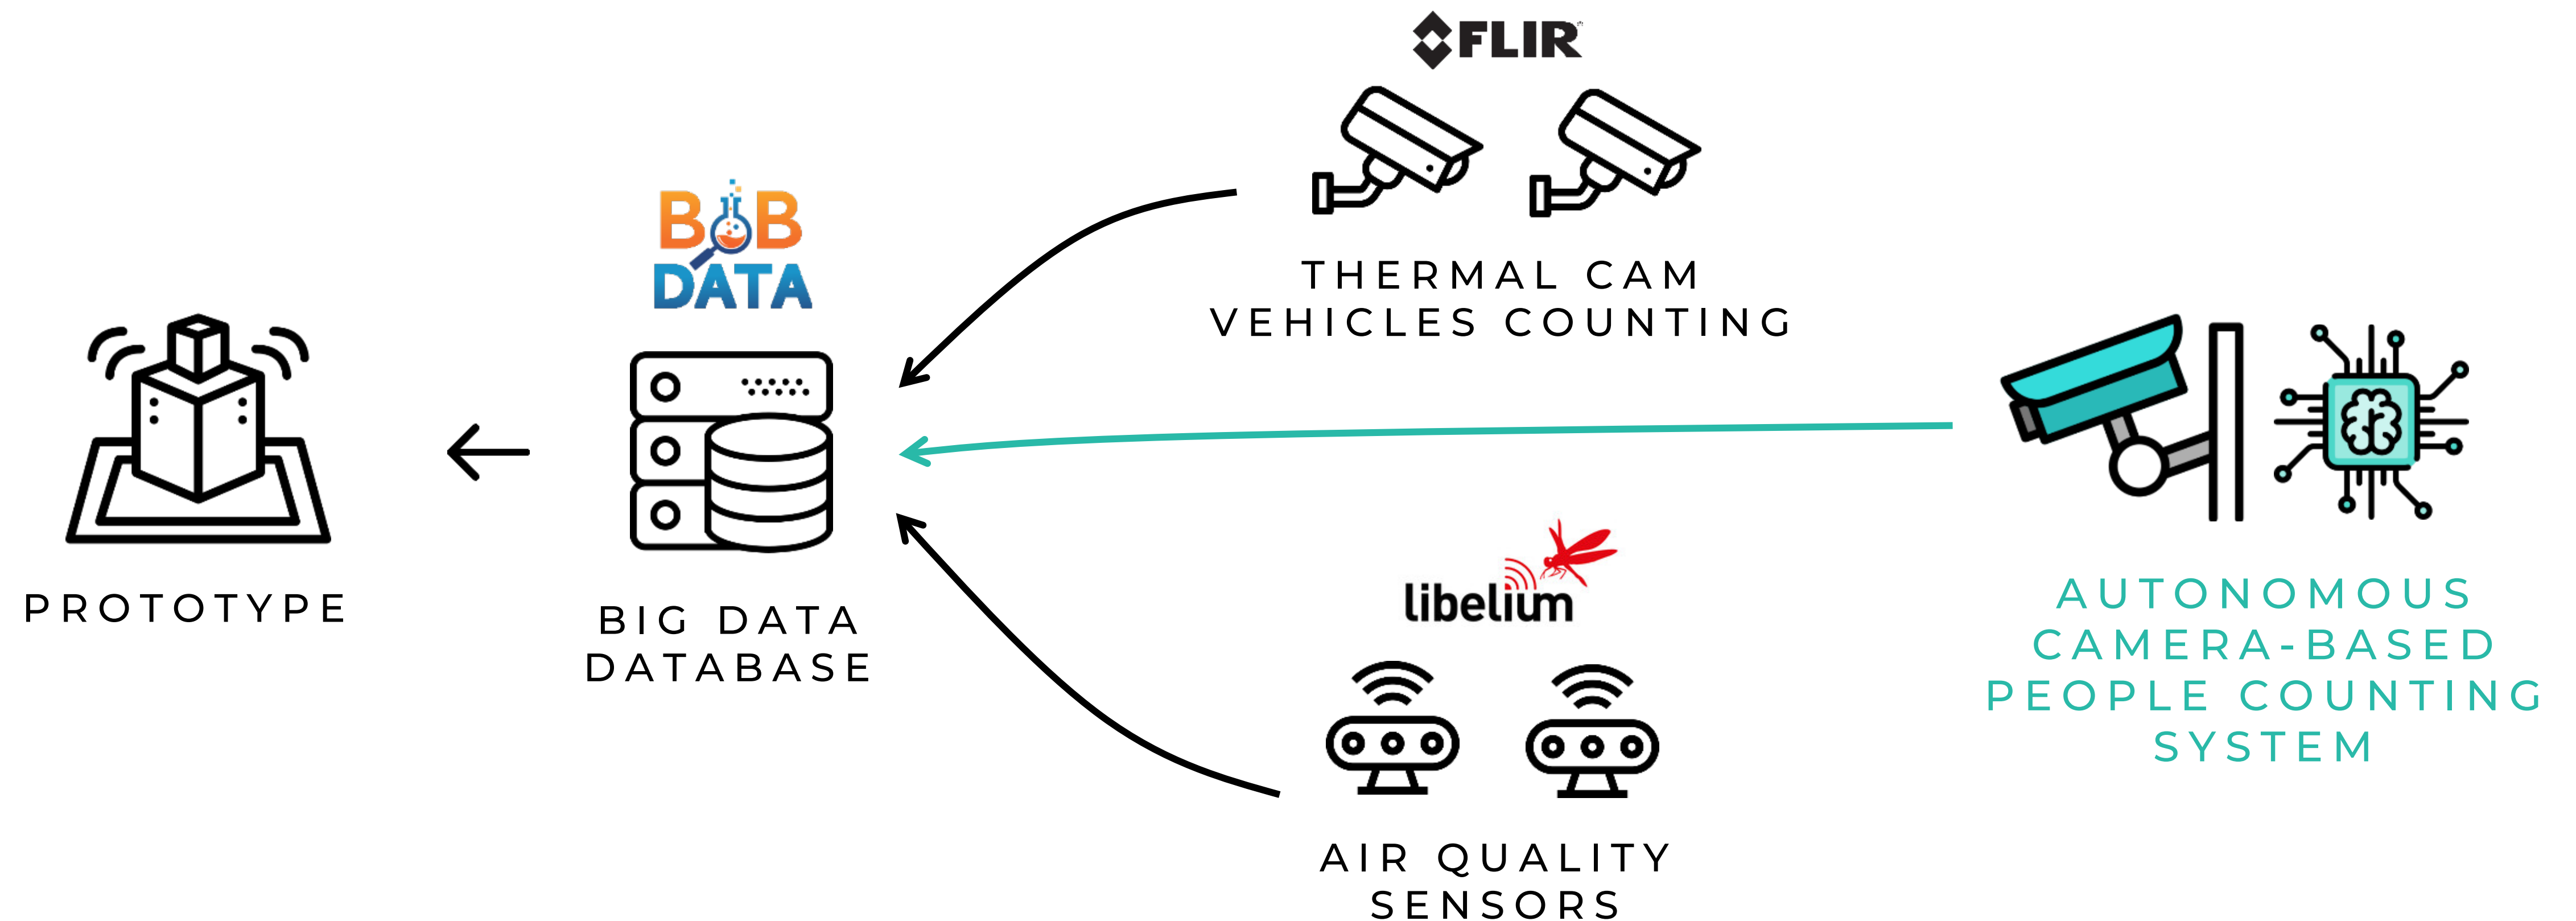 FLIR
THERMAL CAM
VEHICLES COUNTING
BOB
DATA
PROTOTYPE
BIG DATA
DATABASE
libelium
AIR QUALITY
SENSORS
AUTONOMOUS
CAMERA-BASED
PEOPLE COUNTING
SYSTEM